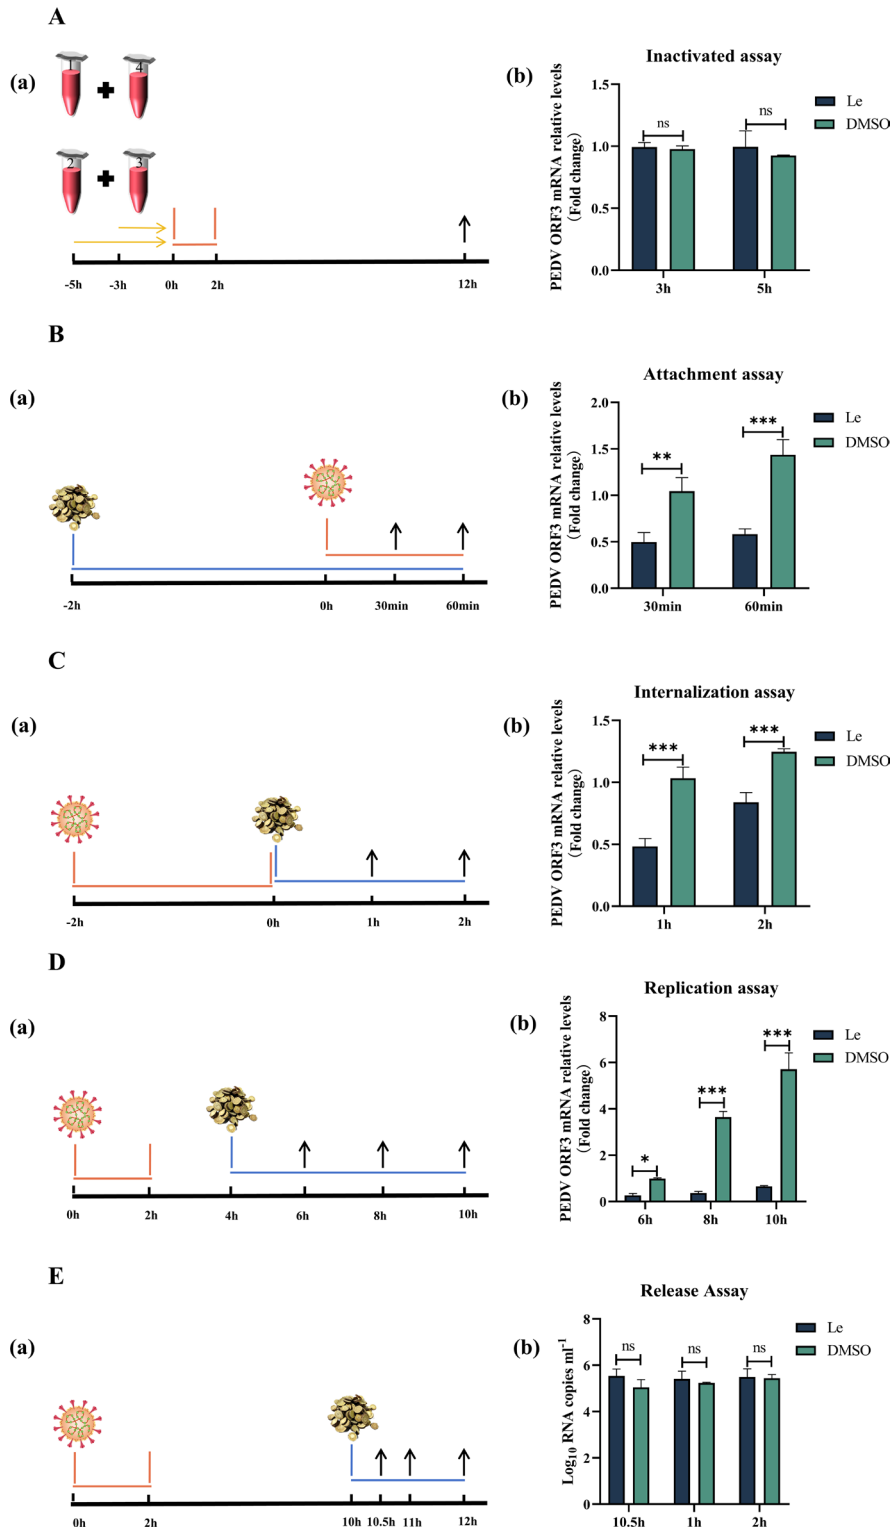 A
(a)
1
4
2
3
-5h
-3h
0h
2h
12h
(b)
Inactivated assay
PEDV ORF3 mRNA relative levels
(Fold change)
1.5
1.0
0.5
0.0
ns
ns
3h
5h
Le
DMSO
B
(a)
-2h
0h
30min
60min
(b)
Attachment assay
PEDV ORF3 mRNA relative levels
(Fold change)
2.0
1.5
1.0
0.5
0.0
**
***
30min
60min
Le
DMSO
C
(a)
-2h
0h
1h
2h
(b)
Internalization assay
PEDV ORF3 mRNA relative levels
(Fold change)
1.5
1.0
0.5
0.0
***
***
1h
2h
Le
DMSO
D
(a)
0h
2h
4h
6h
8h
10h
(b)
Replication assay
PEDV ORF3 mRNA relative levels
(Fold change)
8
6
4
2
0
*
***
***
6h
8h
10h
Le
DMSO
E
(a)
0h
2h
10h
10.5h
11h
12h
(b)
Release Assay
Log10 RNA copies ml-1
8
6
4
2
0
ns
ns
ns
10.5h
1h
2h
Le
DMSO